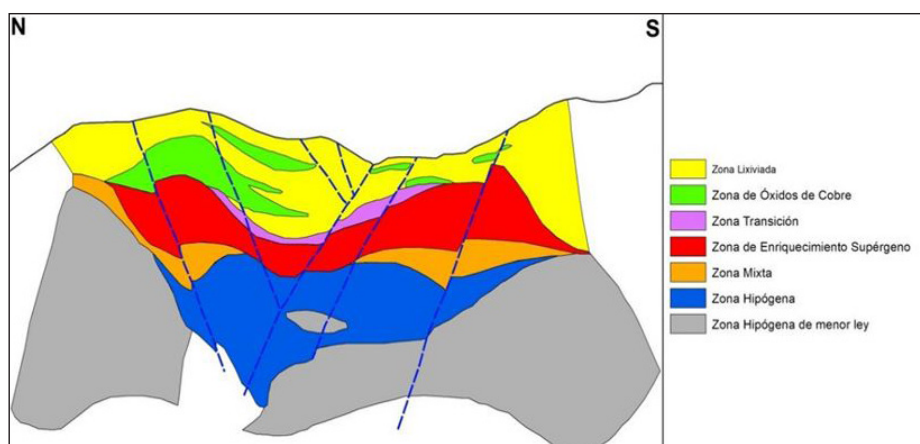 N
S
Zona Lixiviada
Zona de Óxidos de Cobre
Zona Transición
Zona de Enriquecimiento Supérgeno
Zona Mixta
Zona Hipógena
Zona Hipógena de menor ley